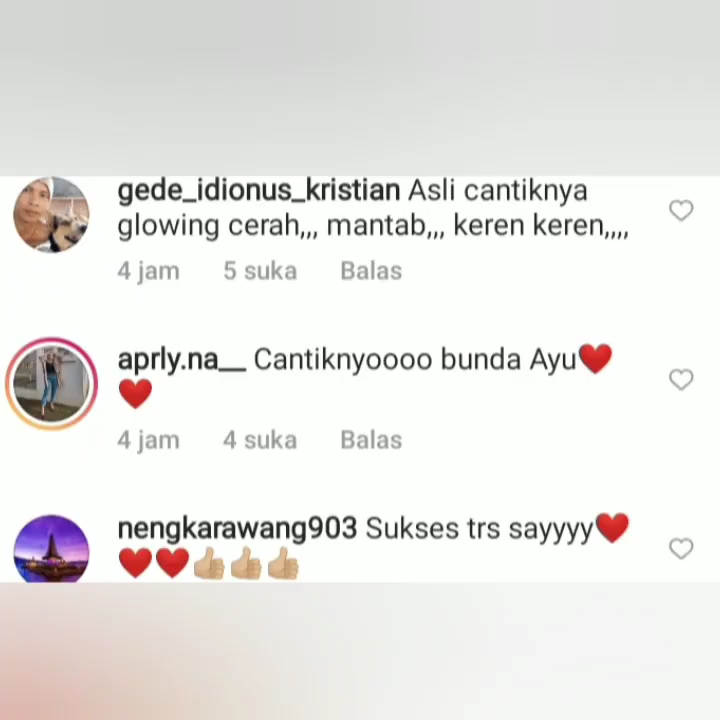 gede_idionus_kristian Asli cantiknya
glowing cerah,,, mantab,,, keren keren,,,,
4 jam 5 suka Balas
aprly.na__ Cantiknyoooo bunda Ayu❤️
❤️
4 jam 4 suka Balas
nengkarawang903 Sukses trs sayyyy❤️
❤️❤️👍🏼👍🏼👍🏼